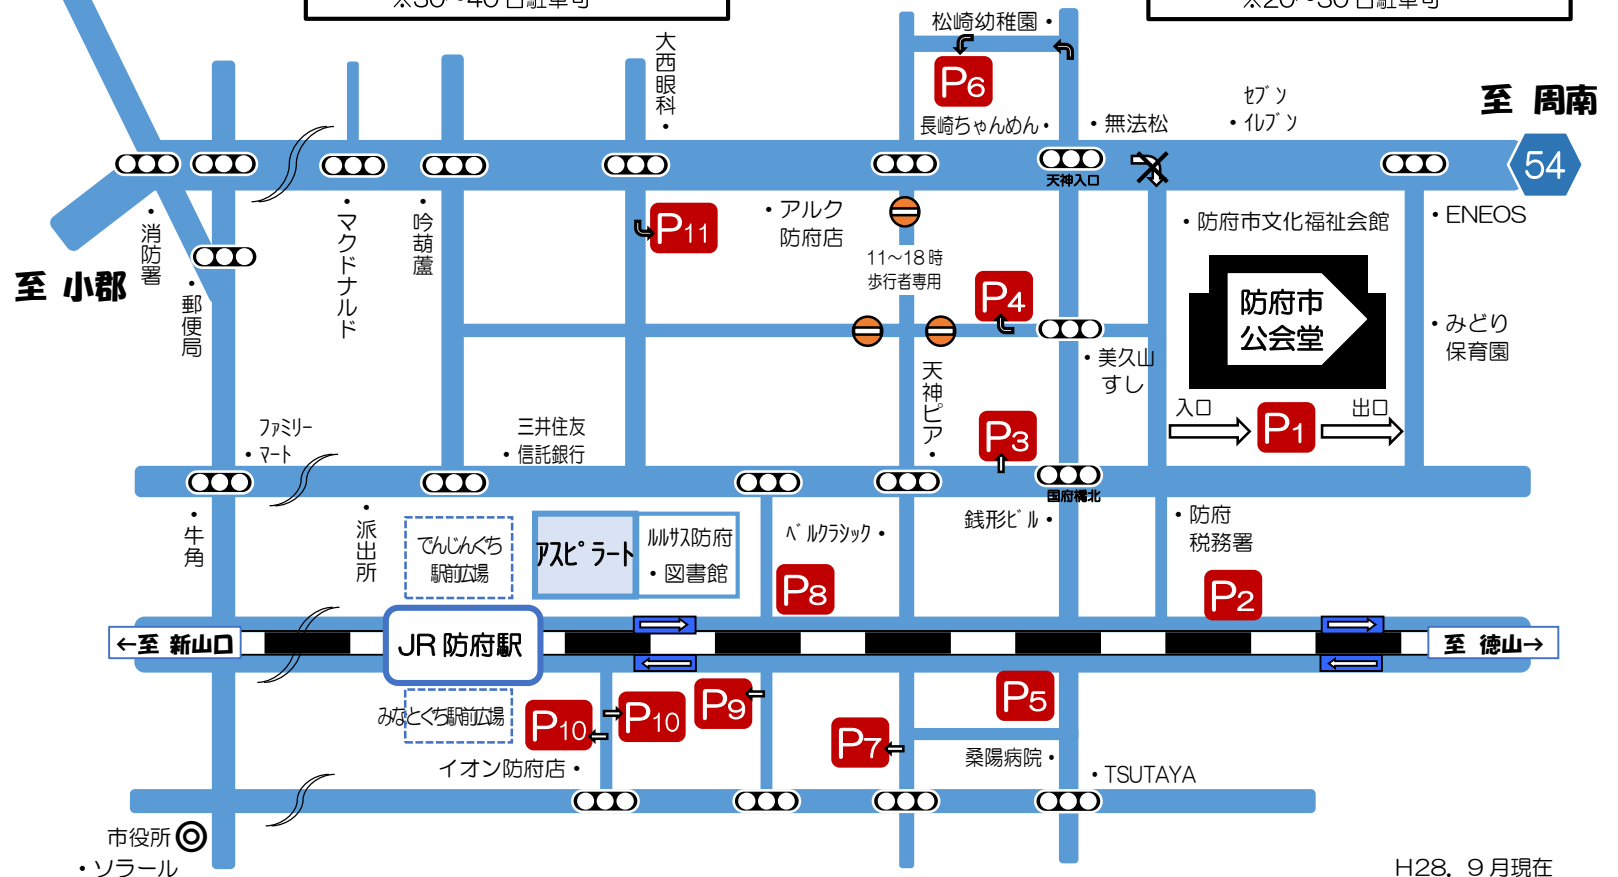 ※30～40台駐車可
※20～30台駐車可
松崎幼稚園・
大西眼科・
P6
至 周南
ｾﾌﾞﾝ
・ｲﾚﾌﾞﾝ
長崎ちゃんめん・
・無法松
54
天神入口
・消防署
・マクドナルド
・吟葫蘆
P11
・アルク
防府店
・防府市文化福祉会館
・ENEOS
11～18時
歩行者専用
至 小郡
・郵便局
P4
防府市
公会堂
・みどり
保育園
・美久山
すし
天神ピア・
入口
出口
P1
ﾌｧﾐﾘｰ
・ﾏｰﾄ
三井住友
・信託銀行
P3
国府橋北
・牛角
・派出所
てんじんぐち
駅前広場
ｱｽﾋﾟﾗｰﾄ
ﾙﾙｻｽ防府
・図書館
ﾍﾞﾙｸﾗｼｯｸ・
銭形ビル・
・防府
税務署
P8
P2
←至 新山口
JR防府駅
至 徳山→
みなとぐち駅前広場
P10
P10
P9
P5
P7
イオン防府店・
桑陽病院・
・TSUTAYA
市役所◎
・ソラール
H28．9月現在